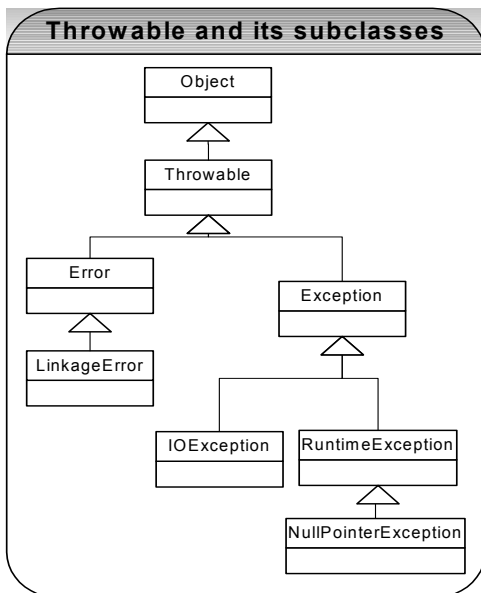 Throwable and its subclasses
Object
Throwable
Error
Exception
LinkageError
IOException
RuntimeException
NullPointerException